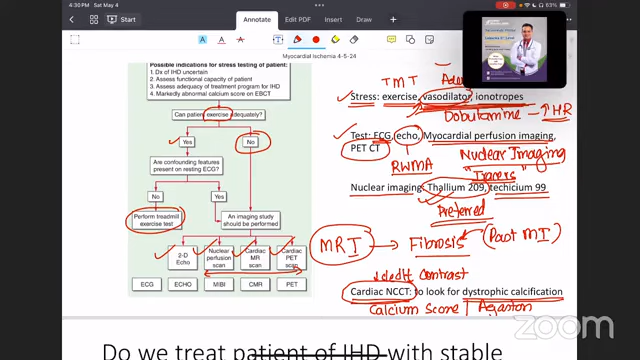 4:30 PM Sat May 4
63%
Start
Annotate
Edit PDF
Insert
Draw
View
Myocardial Ischemia 4-5-24
Possible indications for stress testing of patient:
1. Dx of IHD uncertain
2. Assess functional capacity of patient
3. Assess adequacy of treatment program for IHD
4. Markedly abnormal calcium score on EBCT
Can patient exercise adequately?
Yes
No
Are confounding features
present on resting ECG?
No
Yes
Perform treadmill
exercise test
An imaging study
should be performed
2-D
Echo
Nuclear
perfusion
scan
Cardiac
MR
scan
Cardiac
PET
scan
ECG
ECHO
MIBI
CMR
PET
TMT
Stress: exercise, vasodilator, ionotropes
Dobutamine → ↑ HR
Test: ECG, echo, Myocardial perfusion imaging,
PET CT
RWMA
Nuclear Imaging
Tracers
Nuclear imaging: Thallium 209, techicium 99
Preferred
MRI → Fibrosis (Past MI)
Contrast
Cardiac NCCT: to look for dystrophic calcification
Calcium Score / Agaston
zoom
Do we treat patient of IHD with stable